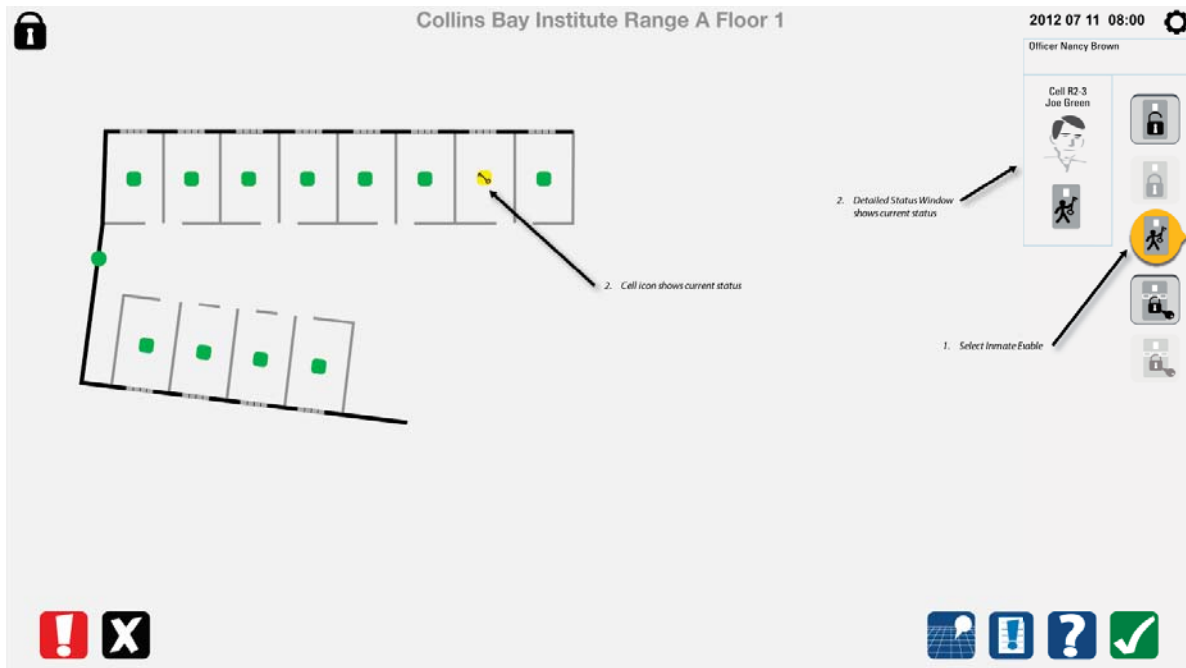 Collins Bay Institute Range A Floor 1
2012 07 11 08:00
Officer Nancy Brown
Cell R2-3
Joe Green
2. Detailed Status Window
shows current status
2. Cell icon shows current status
1. Select Inmate Enable